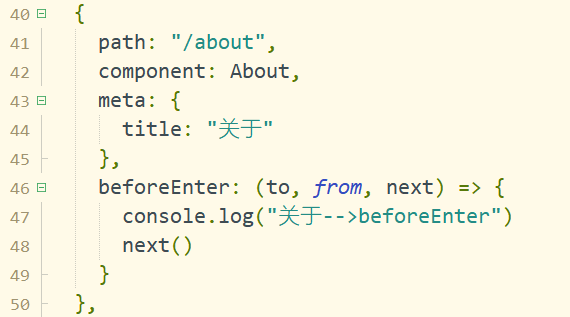 40 {
41 path: "/about",
42 component: About,
43 meta: {
44 title: "关于"
45 },
46 beforeEnter: (to, from, next) => {
47 console.log("关于-->beforeEnter")
48 next()
49 }
50 },